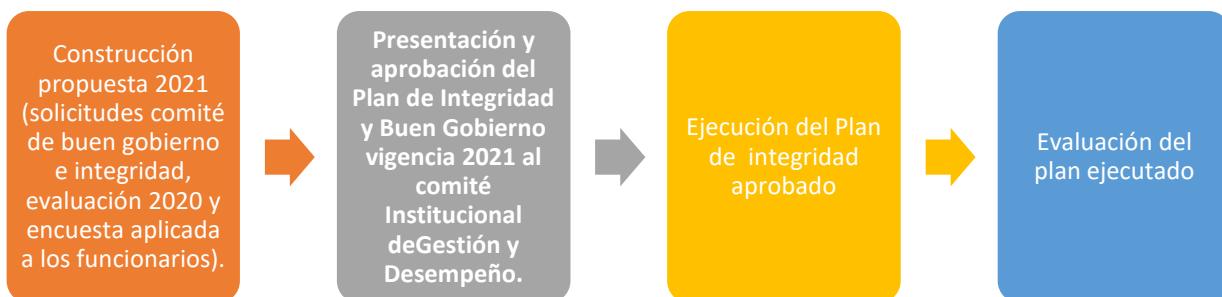 Construcción
propuesta 2021
(solicitudes comité
de buen gobierno
e integridad,
evaluación 2020 y
encuesta aplicada
a los funcionarios).
Presentación y
aprobación del
Plan de Integridad
y Buen Gobierno
vigencia 2021 al
comité
Institucional
deGestión y
Desempeño.
Ejecución del Plan
de integridad
aprobado
Evaluación del
plan ejecutado